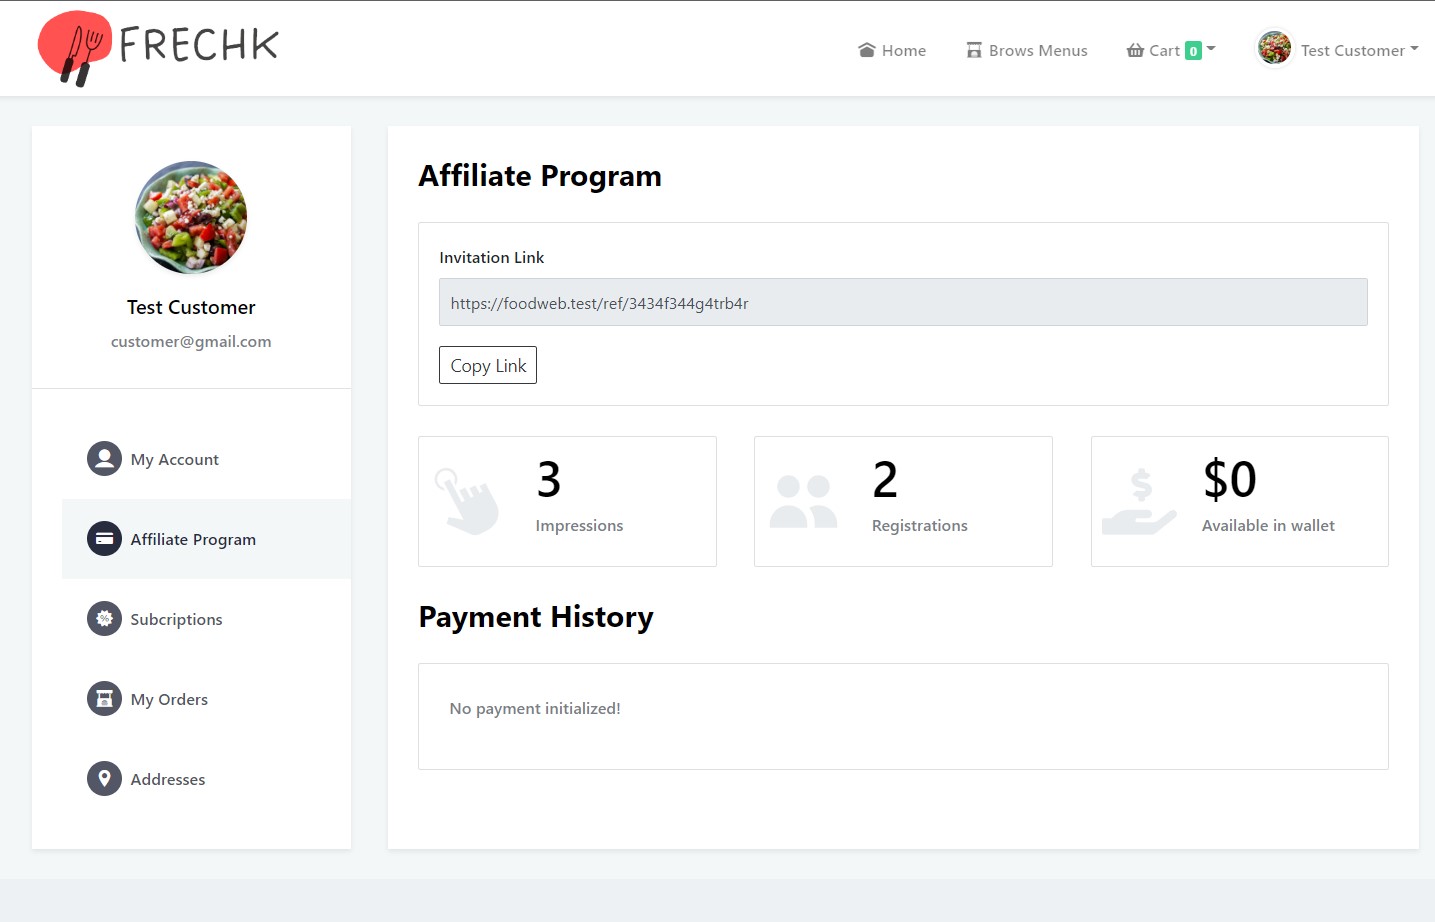 FRECHK
Home
Brows Menus
Cart 0
Test Customer
Test Customer
customer@gmail.com
My Account
Affiliate Program
Subcriptions
My Orders
Addresses
Affiliate Program
Invitation Link
https://foodweb.test/ref/3434f344g4trb4r
Copy Link
3
Impressions
2
Registrations
$0
Available in wallet
Payment History
No payment initialized!